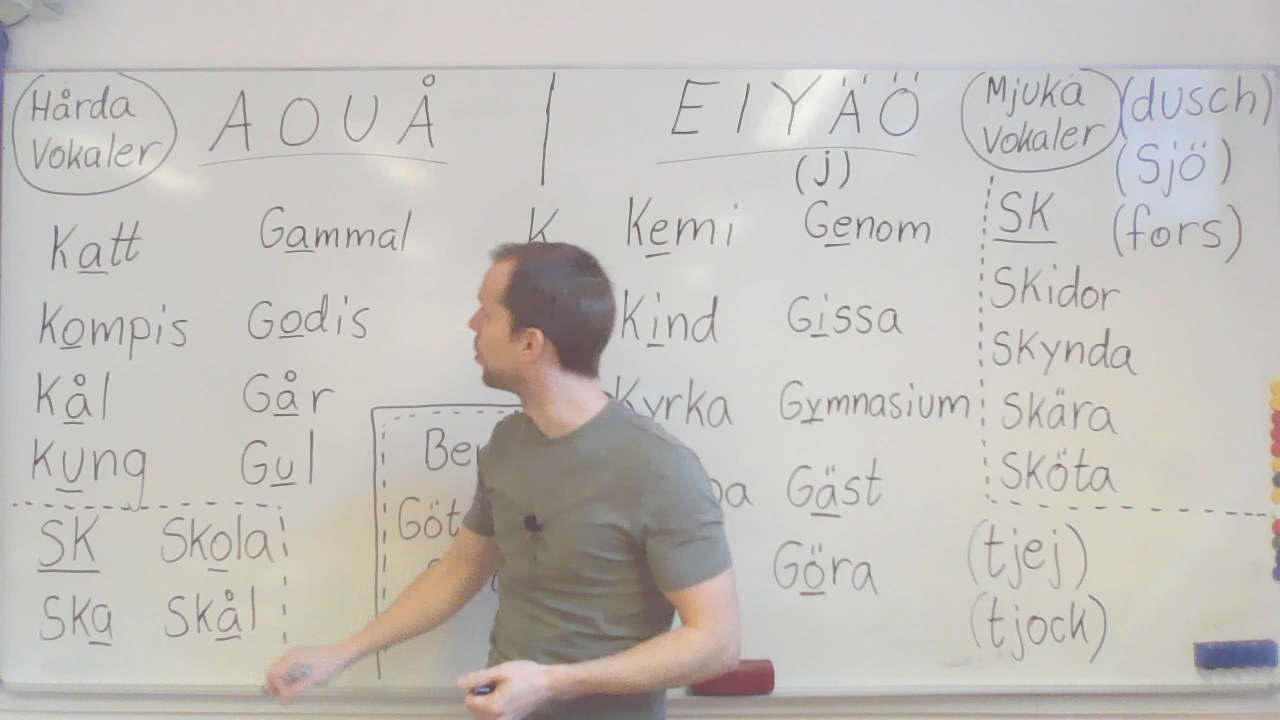 Hårda Vokaler
A O U Å
E I Y Ä Ö
(j)
Mjuka Vokaler
(dusch)
(Sjö)
(fors)
Katt Gammal
Kompis Godis
Kål Går
Kung Gul
SK Skola
Ska Skål
K
Kemi Genom
Kind Gissa
Kyrka Gymnasium
Gäst
Göra
SK
Skidor
Skynda
Skära
Sköta
(tjej)
(tjock)